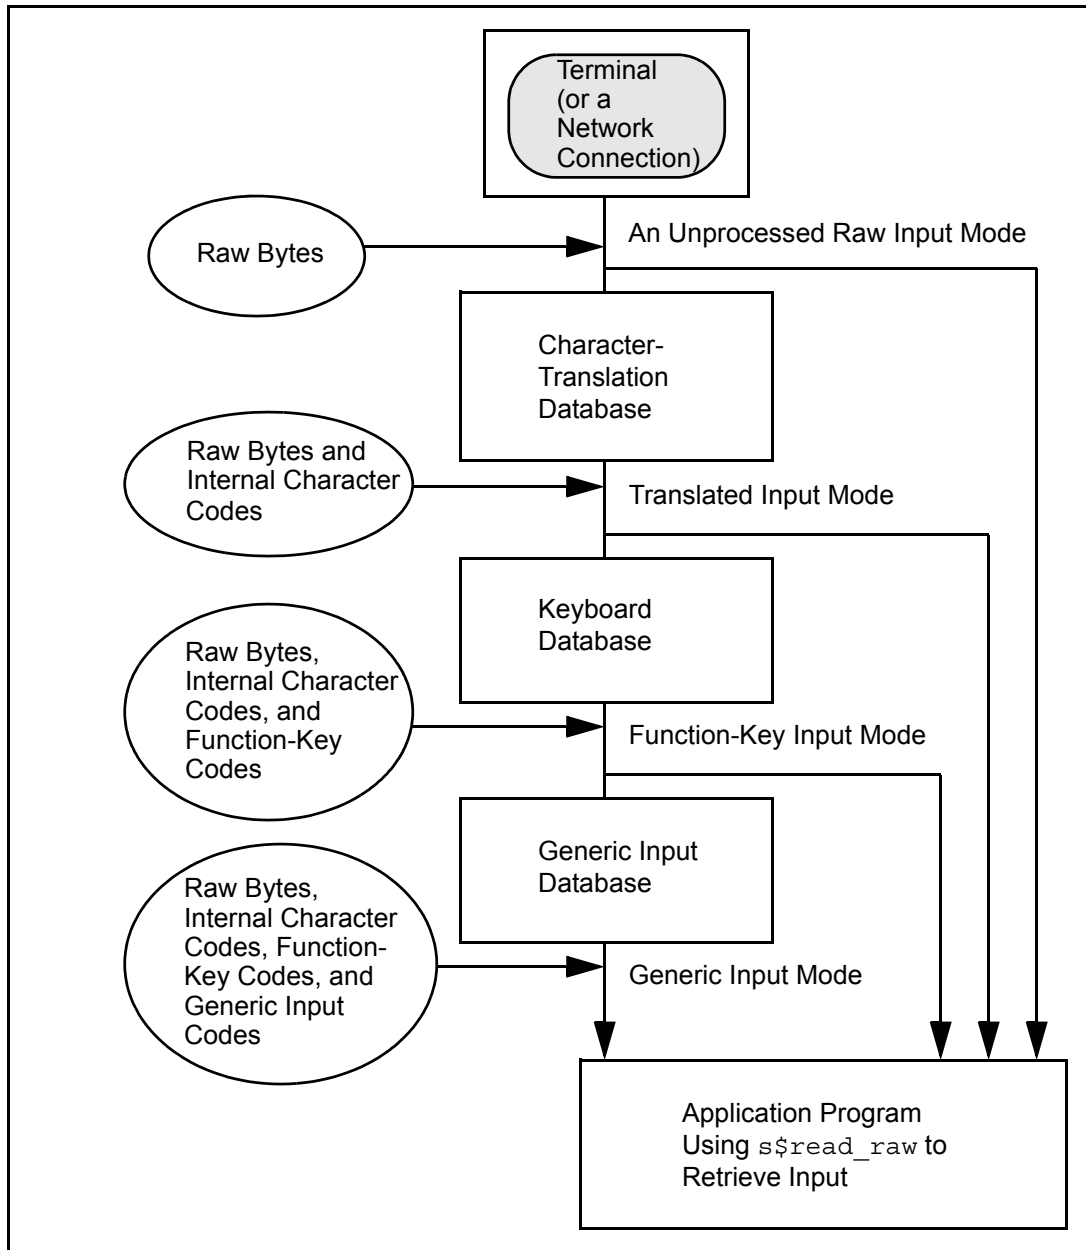 Terminal
(or a
Network
Connection)
Raw Bytes
An Unprocessed Raw Input Mode
Character-
Translation
Database
Raw Bytes and
Internal Character
Codes
Translated Input Mode
Keyboard
Database
Raw Bytes,
Internal Character
Codes, and
Function-Key
Codes
Function-Key Input Mode
Generic Input
Database
Raw Bytes,
Internal Character
Codes, Function-
Key Codes, and
Generic Input
Codes
Generic Input Mode
Application Program
Using s$read_raw to
Retrieve Input